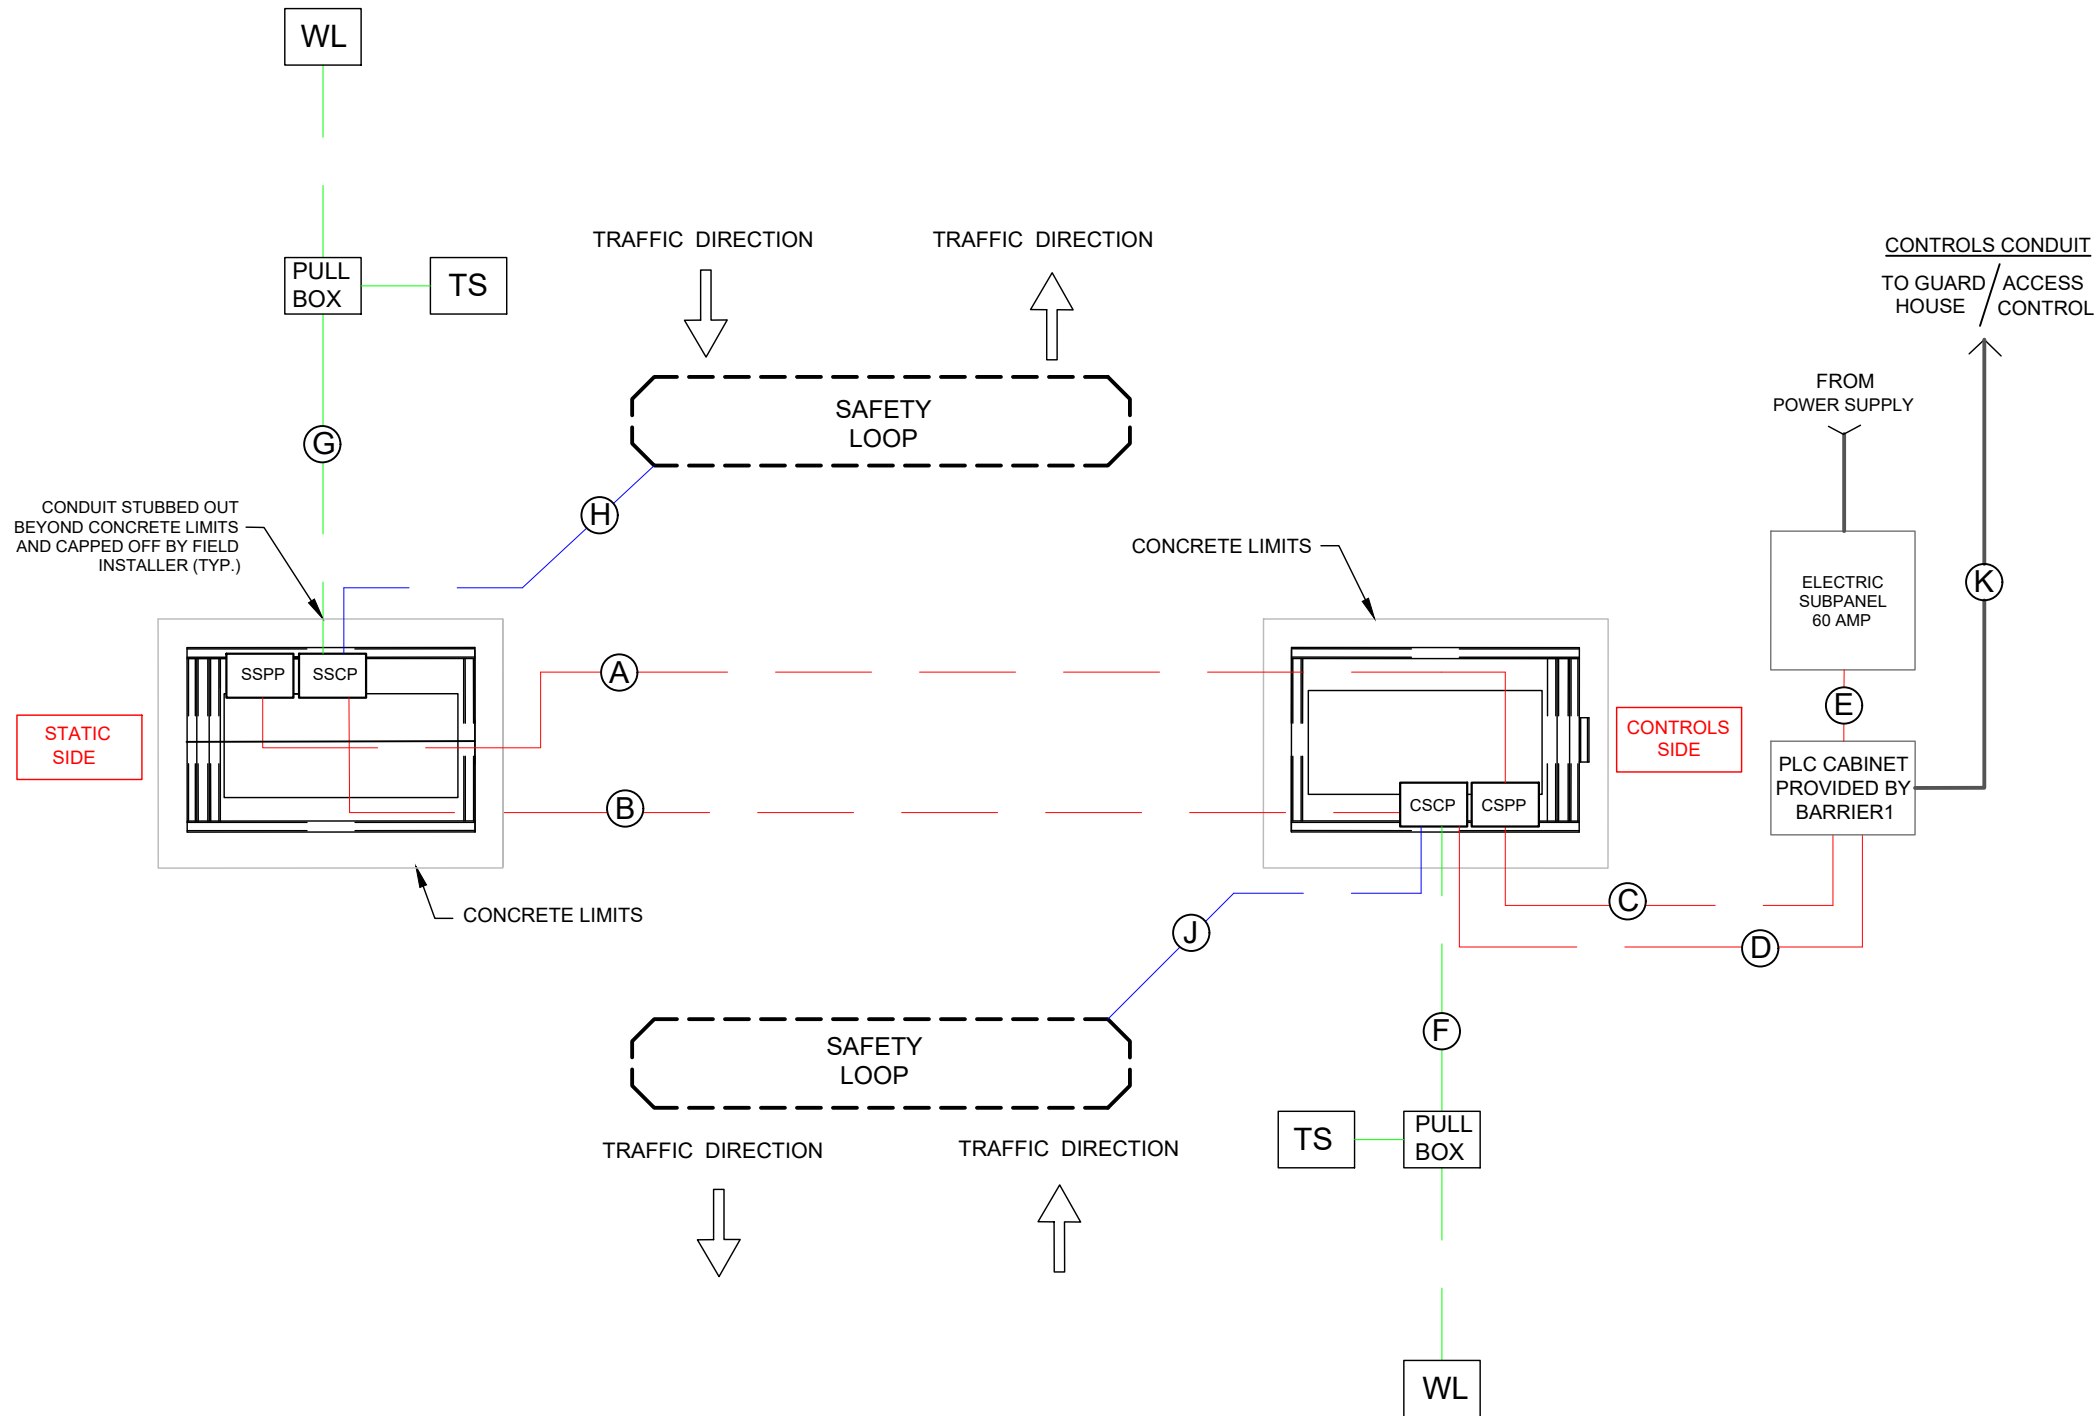 WL
TRAFFIC DIRECTION
TRAFFIC DIRECTION
CONTROLS CONDUIT
TO GUARD
HOUSE
ACCESS
CONTROL
PULL
BOX
TS
FROM
POWER SUPPLY
SAFETY
LOOP
G
H
CONDUIT STUBBED OUT
BEYOND CONCRETE LIMITS
AND CAPPED OFF BY FIELD
INSTALLER (TYP.)
CONCRETE LIMITS
ELECTRIC
SUBPANEL
60 AMP
K
SSPP
SSCP
A
STATIC
SIDE
CONTROLS
SIDE
E
B
CSCP
CSPP
PLC CABINET
PROVIDED BY
BARRIER1
CONCRETE LIMITS
C
J
D
F
SAFETY
LOOP
TRAFFIC DIRECTION
TRAFFIC DIRECTION
TS
PULL
BOX
WL